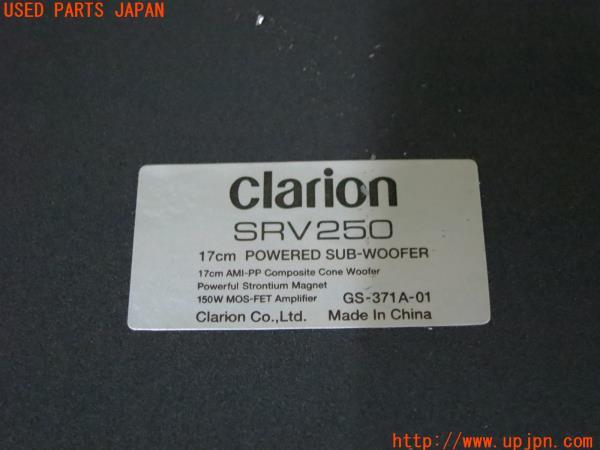 USED PARTS JAPAN
clarion
SRV250
17cm POWERED SUB-WOOFER
17cm AMI-PP Composite Cone Woofer
Powerful Strontium Magnet
150W MOS-FET Amplifier GS-371A-01
Clarion Co.,Ltd. Made In China
http://www.upjpn.com/